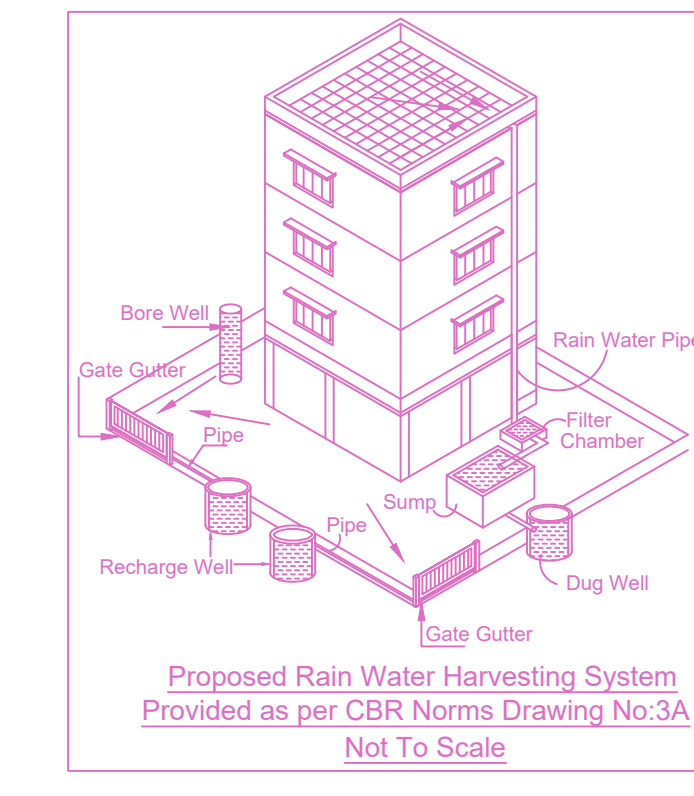 Bore Well
Rain Water Pipe
Gate Gutter
Filter
Chamber
Pipe
Sump
Pipe
Recharge Well
Dug Well
Gate Gutter
Proposed Rain Water Harvesting System
Provided as per CBR Norms Drawing No:3A
Not To Scale